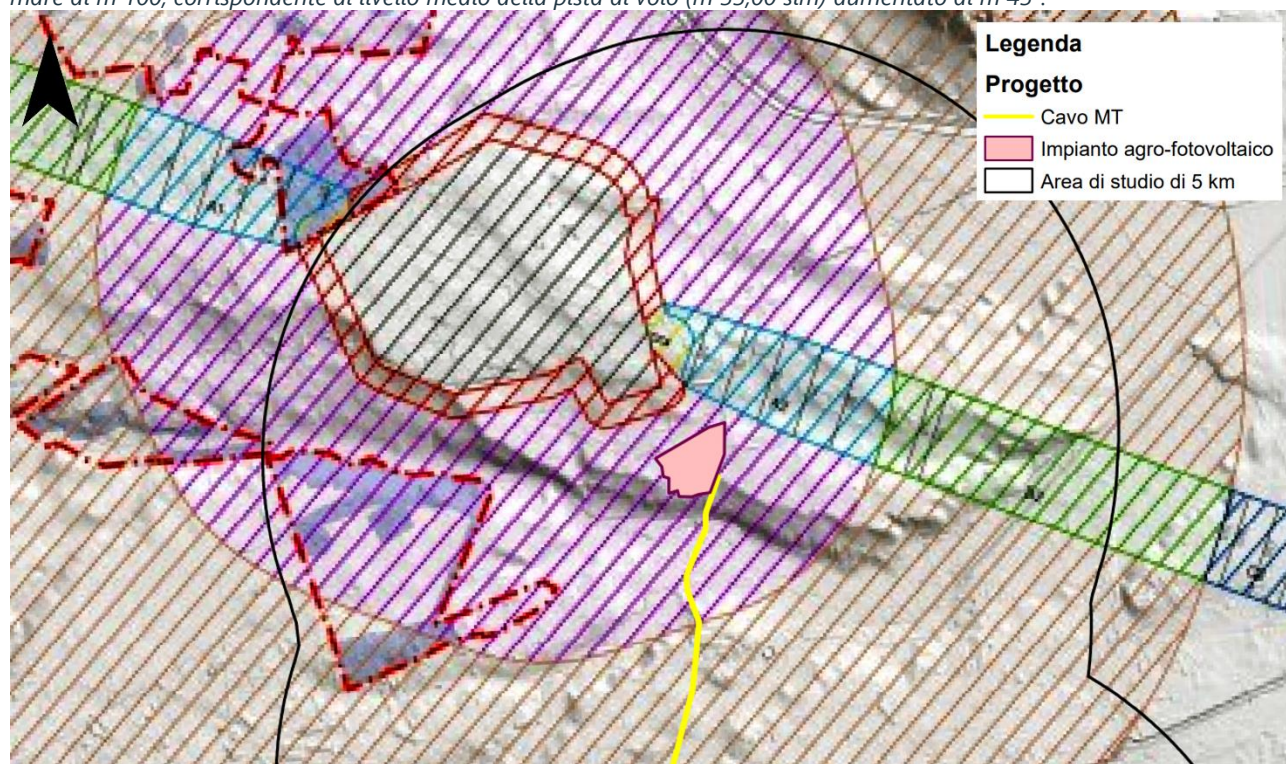 mare di m 100, corrispondente al livello medio della pista di volo (m 55,00 slm) aumentato di m 45".
Legenda
Progetto
Cavo MT
Impianto agro-fotovoltaico
Area di studio di 5 km